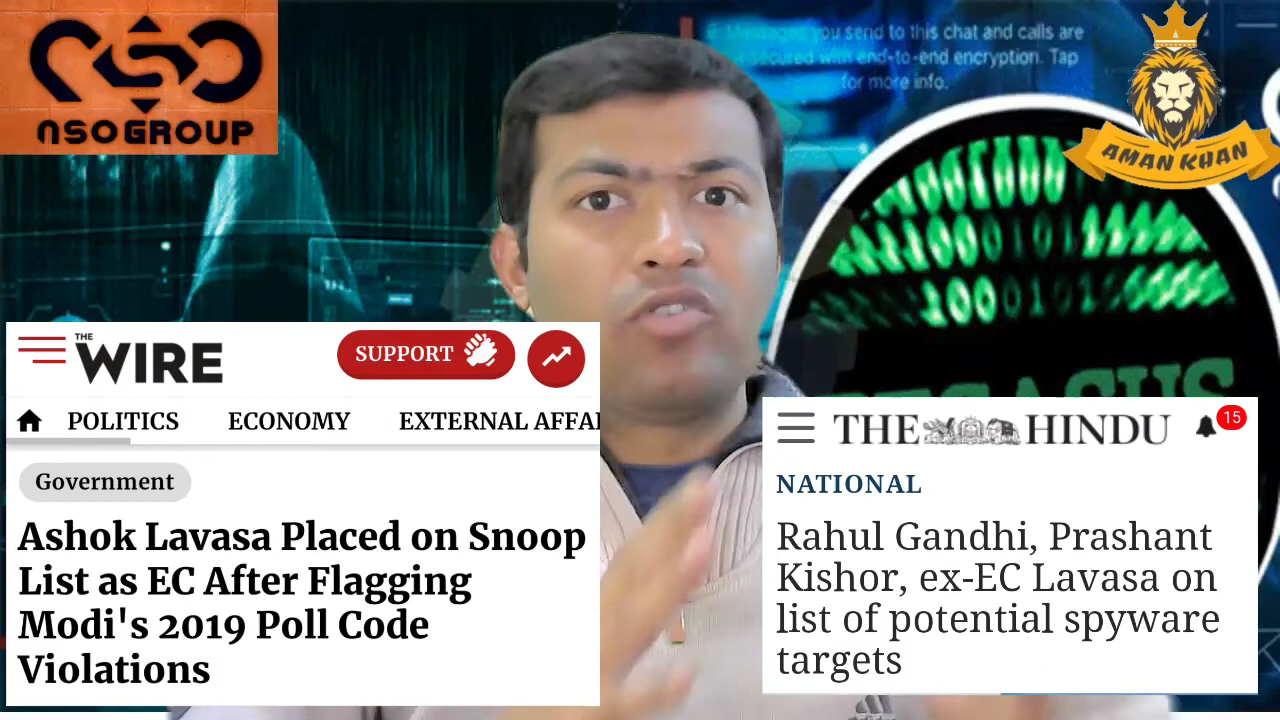 NSO GROUP
Messages you send to this chat and calls are
secured with end-to-end encryption. Tap
for more info.
AMAN KHAN
PEGASUS
THE
WIRE
SUPPORT
POLITICS ECONOMY EXTERNAL AFFAI
Government
Ashok Lavasa Placed on Snoop
List as EC After Flagging
Modi's 2019 Poll Code
Violations
THE HINDU
15
NATIONAL
Rahul Gandhi, Prashant
Kishor, ex-EC Lavasa on
list of potential spyware
targets
adidas